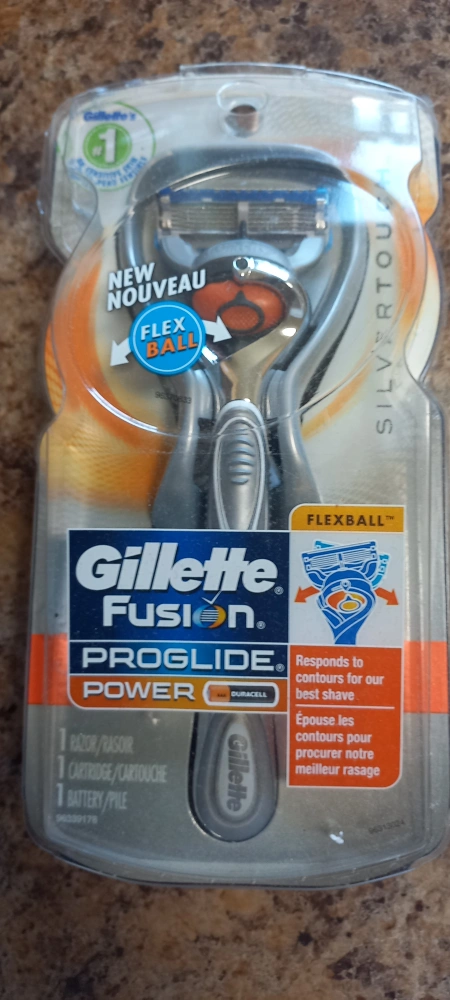 Gillette's
#1
NEW
NOUVEAU
FLEX
BALL
SILVERTOUCH
FLEXBALL™
Gillette®
Fusion®
PROGLIDE®
POWER
DURACELL
Responds to
contours for our
best shave
Épouse les
contours pour
procurer notre
meilleur rasage
1 RAZOR/RASOIR
1 CARTRIDGE/CARTOUCHE
1 BATTERY/PILE
96339178
Gillette